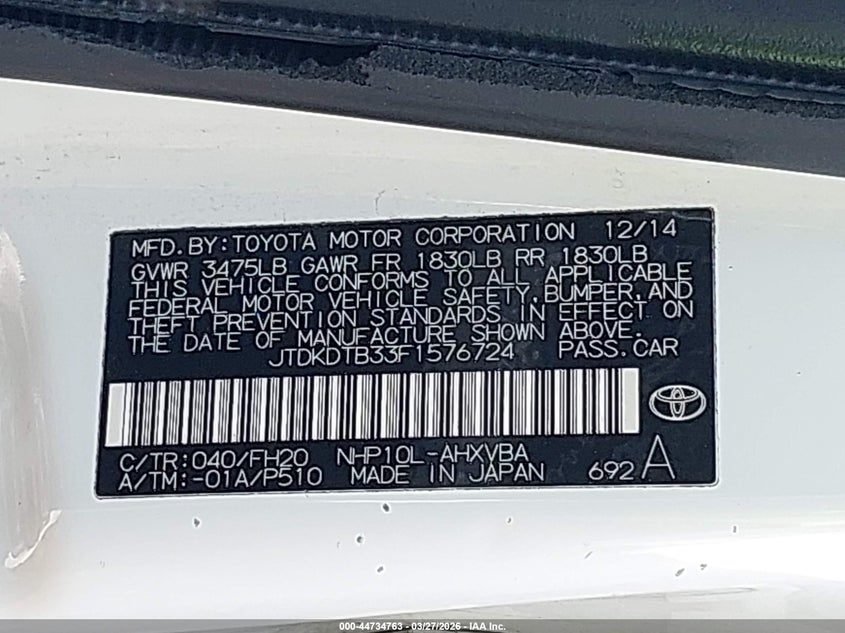 MFD.BY:TOYOTA MOTOR CORPORATION 12/14
GVWR 3475LB GAWR FR 1830LB RR 1830LB
THIS VEHICLE CONFORMS TO ALL APPLICABLE
FEDERAL MOTOR VEHICLE SAFETY,BUMPER,AND
THEFT PREVENTION STANDARDS IN EFFECT ON
THE DATE OF MANUFACTURE SHOWN ABOVE.
JTDKDTB33F1576724 PASS.CAR
C/TR:040/FH20 NHP10L-AHXVBA
A/TM:-01A/P510 MADE IN JAPAN 692 A
000-44734763 - 03/27/2026 - IAA Inc.